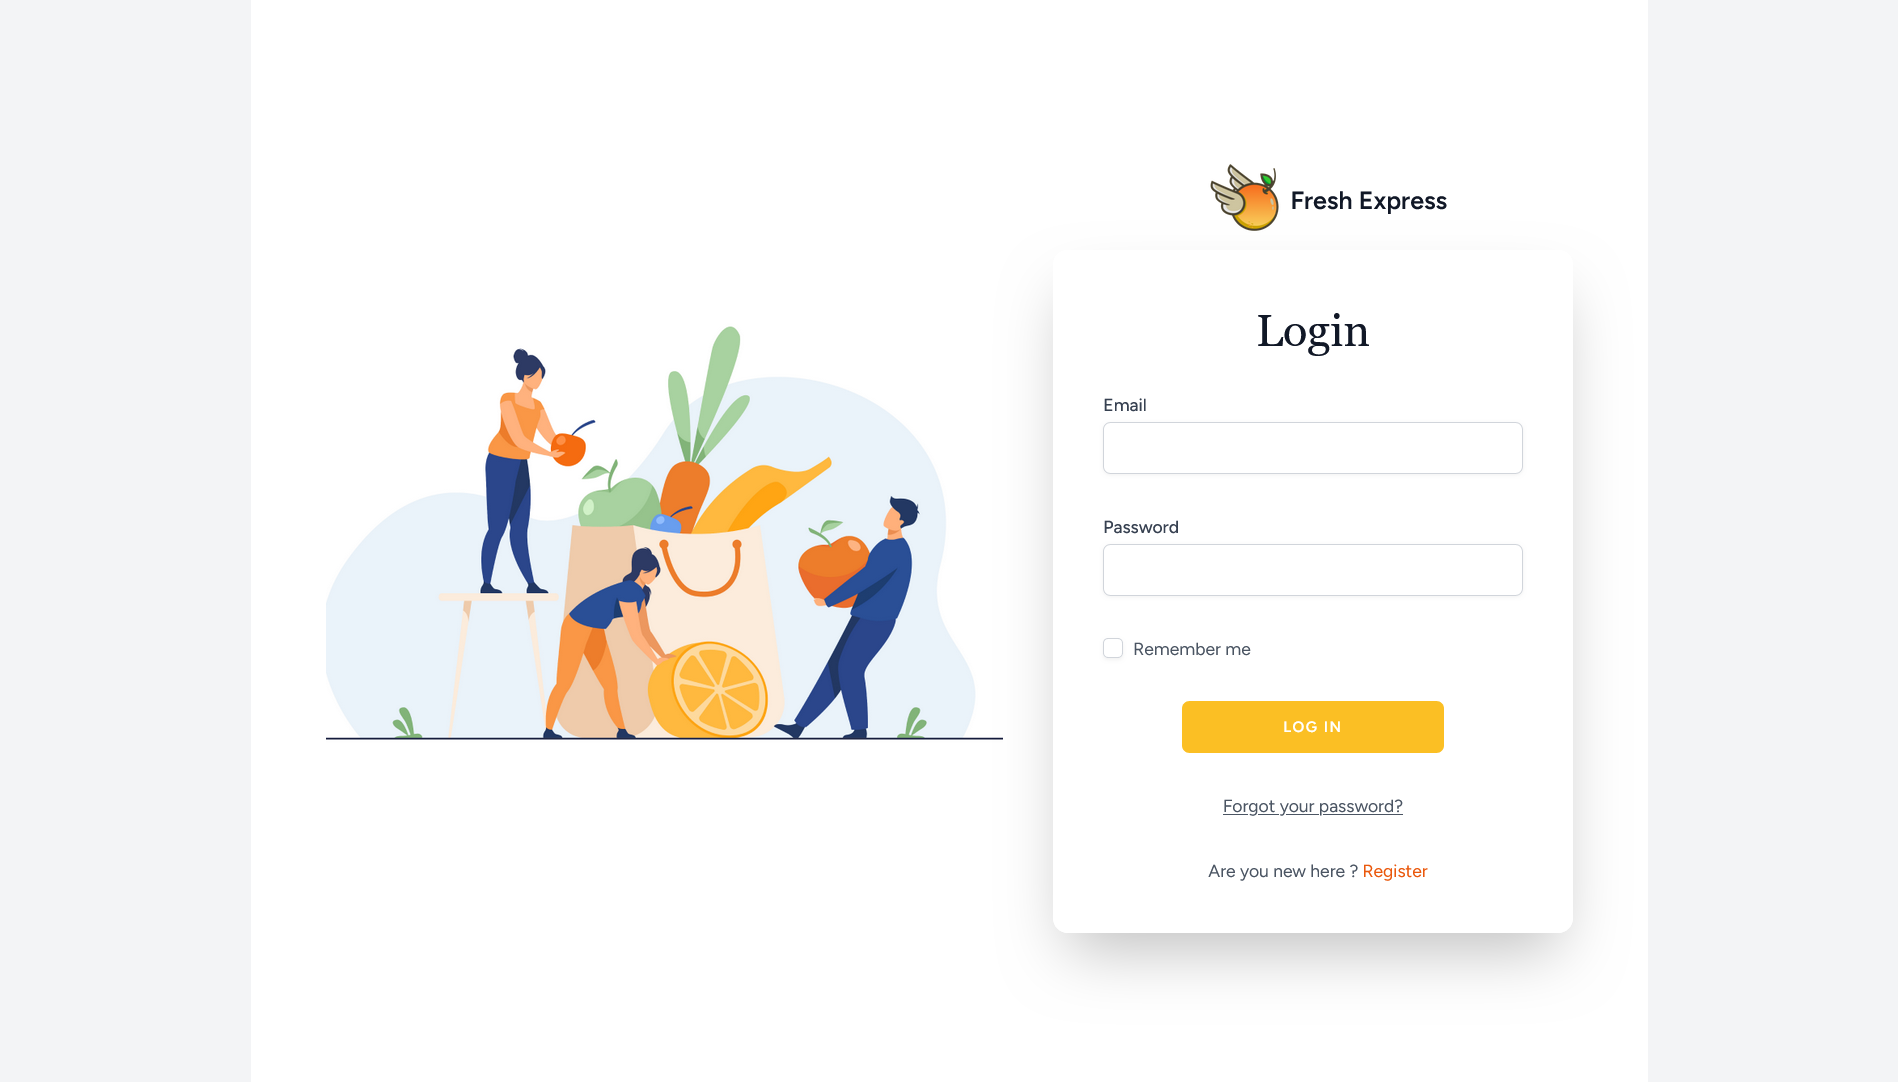 Fresh Express
Login
Email
Password
Remember me
LOG IN
Forgot your password?
Are you new here ? Register